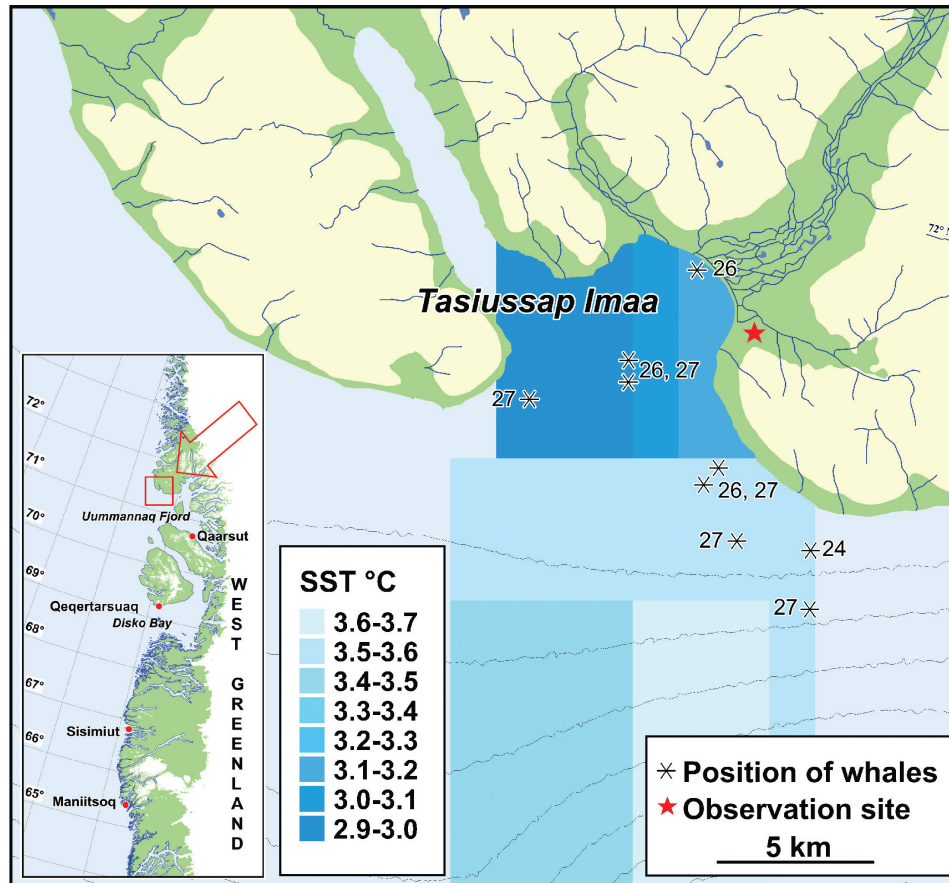 72° N
26
Tasiussap Imaa
26, 27
27
26, 27
27
24
27
72°
71°
70°
69°
68°
67°
66°
65°
Uummannaq Fjord
Qaarsut
Qeqertarsuaq
Disko Bay
Sisimiut
Maniitsoq
WEST GREENLAND
SST °C
3.6-3.7
3.5-3.6
3.4-3.5
3.3-3.4
3.2-3.3
3.1-3.2
3.0-3.1
2.9-3.0
Position of whales
Observation site
5 km